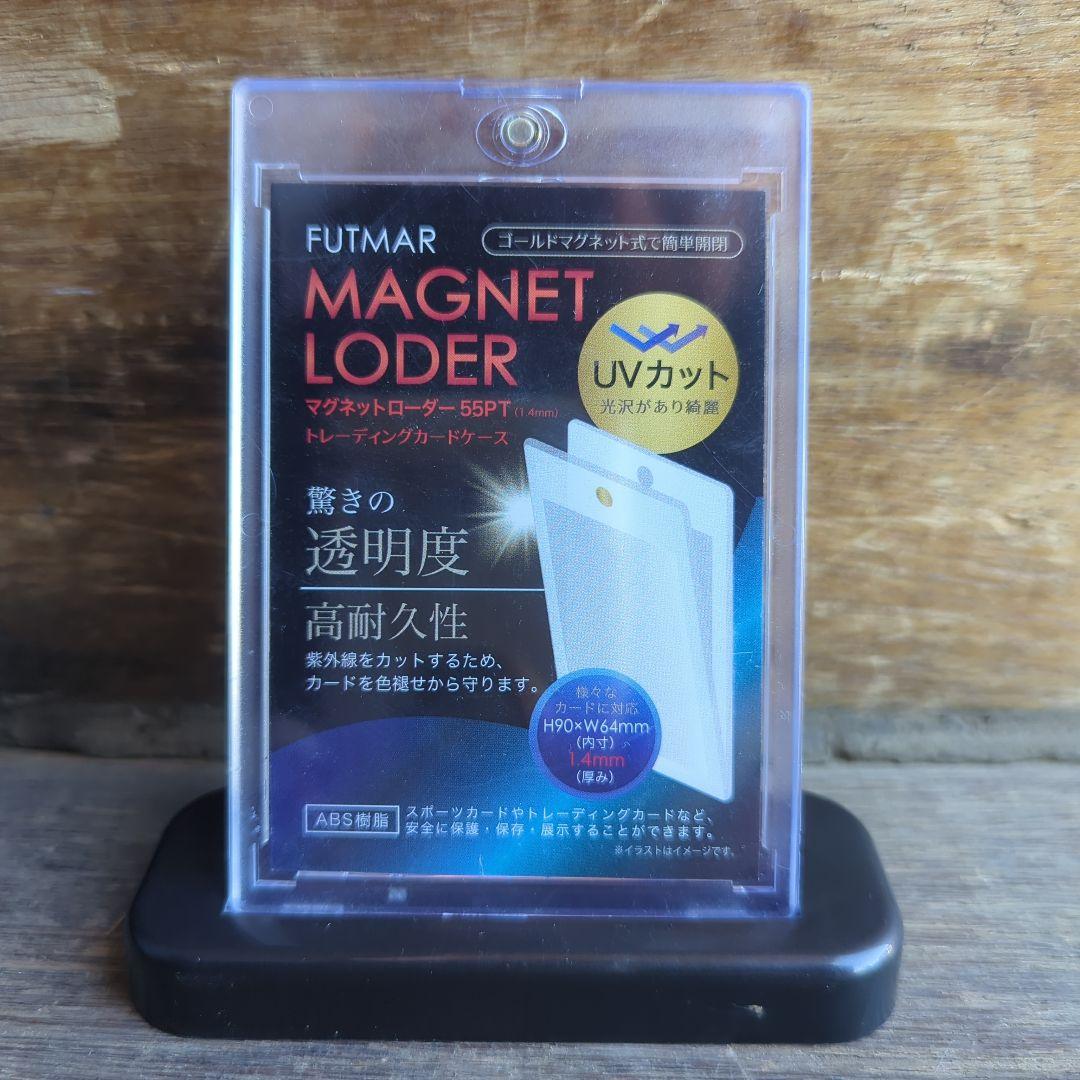 FUTMAR
ゴールドマグネット式で簡単開閉
MAGNET
LODER
マグネットローダー 55PT (1.4mm)
トレーディングカードケース
UVカット
光沢があり綺麗
驚きの
透明度
高耐久性
紫外線をカットするため、
カードを色褪せから守ります。
様々な
カードに対応
H90×W64mm
(内寸)
1.4mm
(厚み)
ABS樹脂
スポーツカードやトレーディングカードなど、
安全に保護・保存・展示することができます。
※イラストはイメージです。